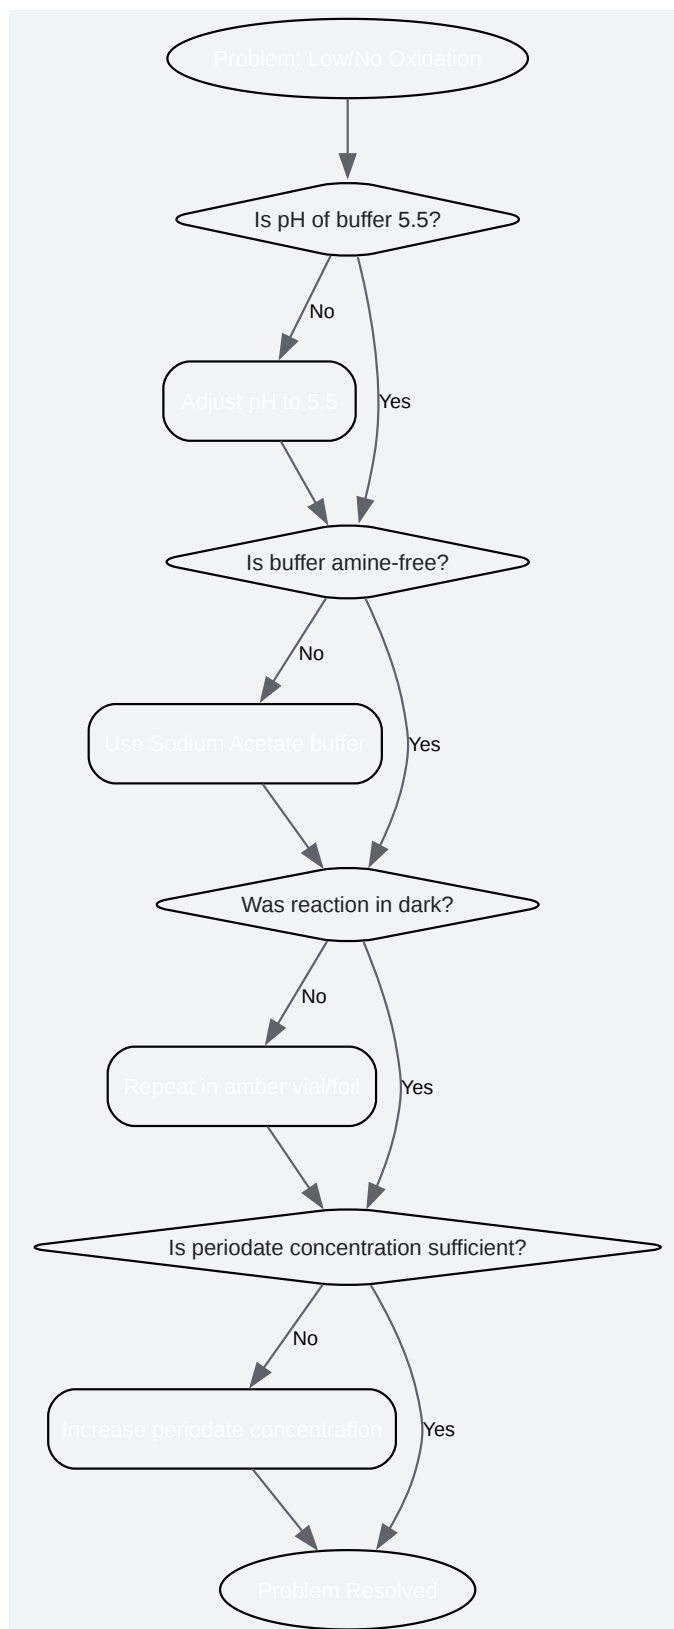 Problem: Low/No Oxidation
Is pH of buffer 5.5?
No
Adjust pH to 5.5
Yes
Is buffer amine-free?
No
Use Sodium Acetate buffer
Yes
Was reaction in dark?
No
Repeat in amber vial/foil
Yes
Is periodate concentration sufficient?
No
Increase periodate concentration
Yes
Problem Resolved